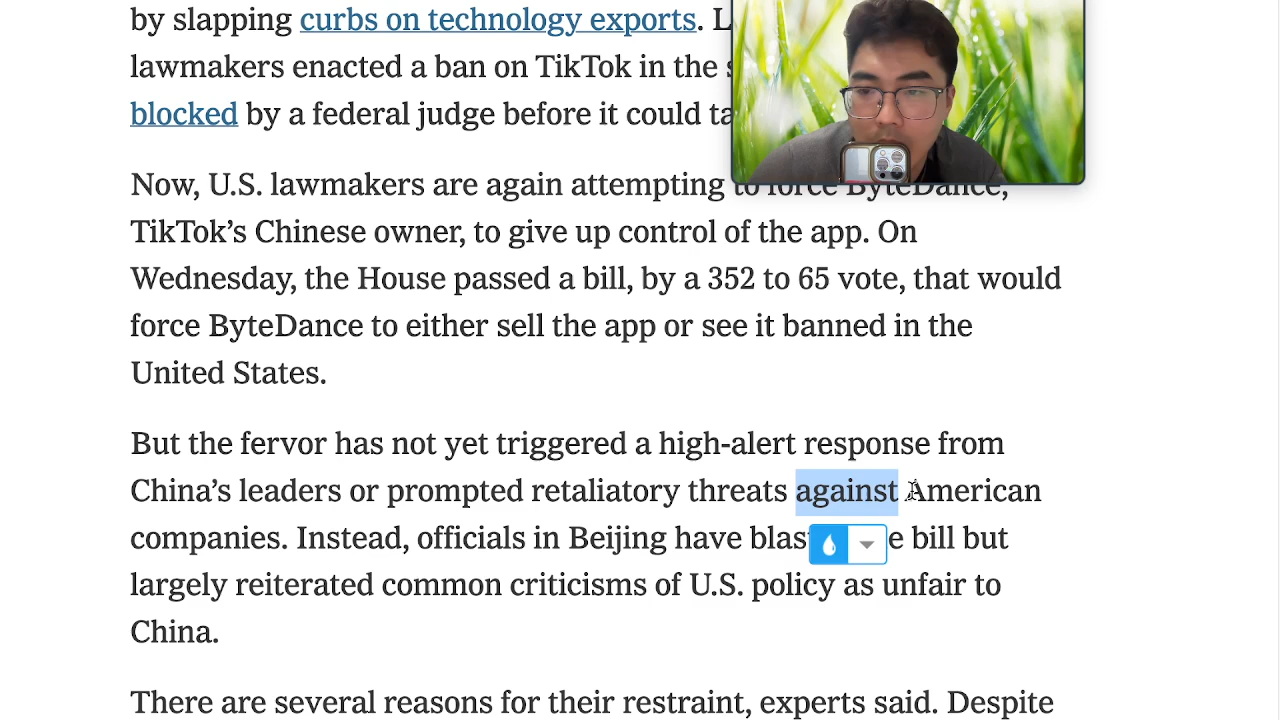 by slapping curbs on technology exports. L
lawmakers enacted a ban on TikTok in the
blocked by a federal judge before it could
Now, U.S. lawmakers are again attempting to force ByteDance,
TikTok’s Chinese owner, to give up control of the app. On
Wednesday, the House passed a bill, by a 352 to 65 vote, that would
force ByteDance to either sell the app or see it banned in the
United States.
But the fervor has not yet triggered a high-alert response from
China’s leaders or prompted retaliatory threats against American
companies. Instead, officials in Beijing have bill but
largely reiterated common criticisms of U.S. policy as unfair to
China.
There are several reasons for their restraint, experts said. Despite